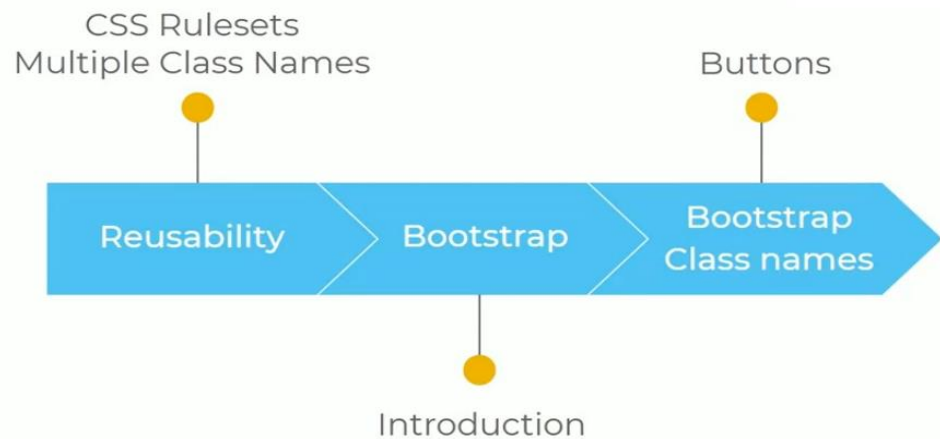 CSS Rulesets
Multiple Class Names
Buttons
Reusability
Bootstrap
Bootstrap
Class names
Introduction